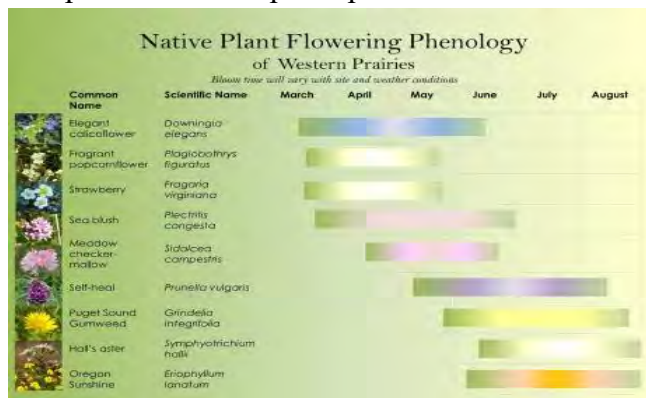 Native Plant Flowering Phenology
of Western Prairies
Bloom time will vary with site and weather conditions
Common Name Scientific Name March April May June July August
Elegant calicoflower Downingia elegans
Fragrant popcornflower Plagiobothrys figuratus
Strawberry Fragaria virginiana
Sea blush Plectritis congesta
Meadow checker-mallow Sidalcea campestris
Self-heal Prunella vulgaris
Puget Sound Gumweed Grindelia integrifolia
Hall's aster Symphyotrichium hallii
Oregon Sunshine Eriophyllum lanatum